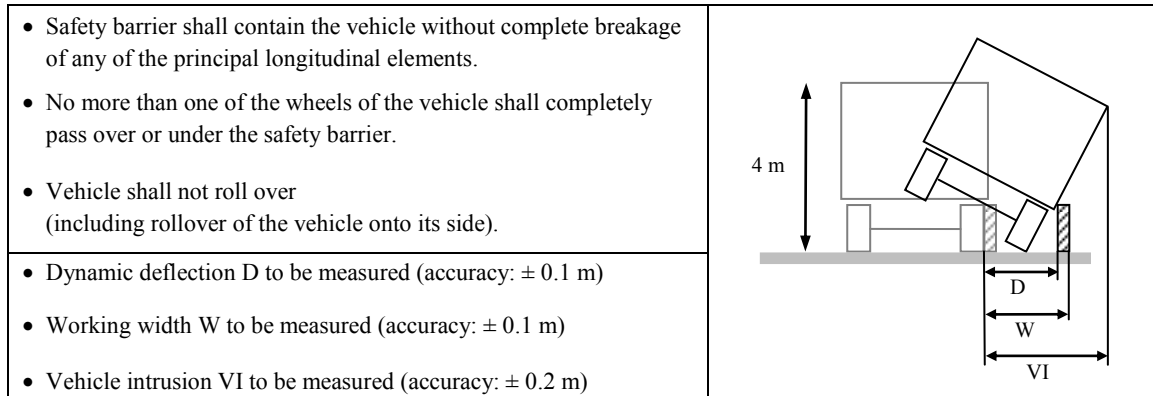 • Safety barrier shall contain the vehicle without complete breakage
of any of the principal longitudinal elements.
• No more than one of the wheels of the vehicle shall completely
pass over or under the safety barrier.
• Vehicle shall not roll over
(including rollover of the vehicle onto its side).
• Dynamic deflection D to be measured (accuracy: ± 0.1 m)
• Working width W to be measured (accuracy: ± 0.1 m)
• Vehicle intrusion VI to be measured (accuracy: ± 0.2 m)
4 m
D
W
VI